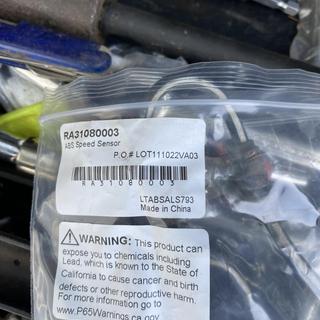 RA31080003
ABS Speed Sensor
P.O.# LOT111022VA03
RA31080003
LTABSALS793
Made in China
WARNING: This product can
expose you to chemicals including
Lead, which is known to the State of
California to cause cancer and birth
defects or other reproductive harm.
For more information go to
www.P65Warnings.ca.gov